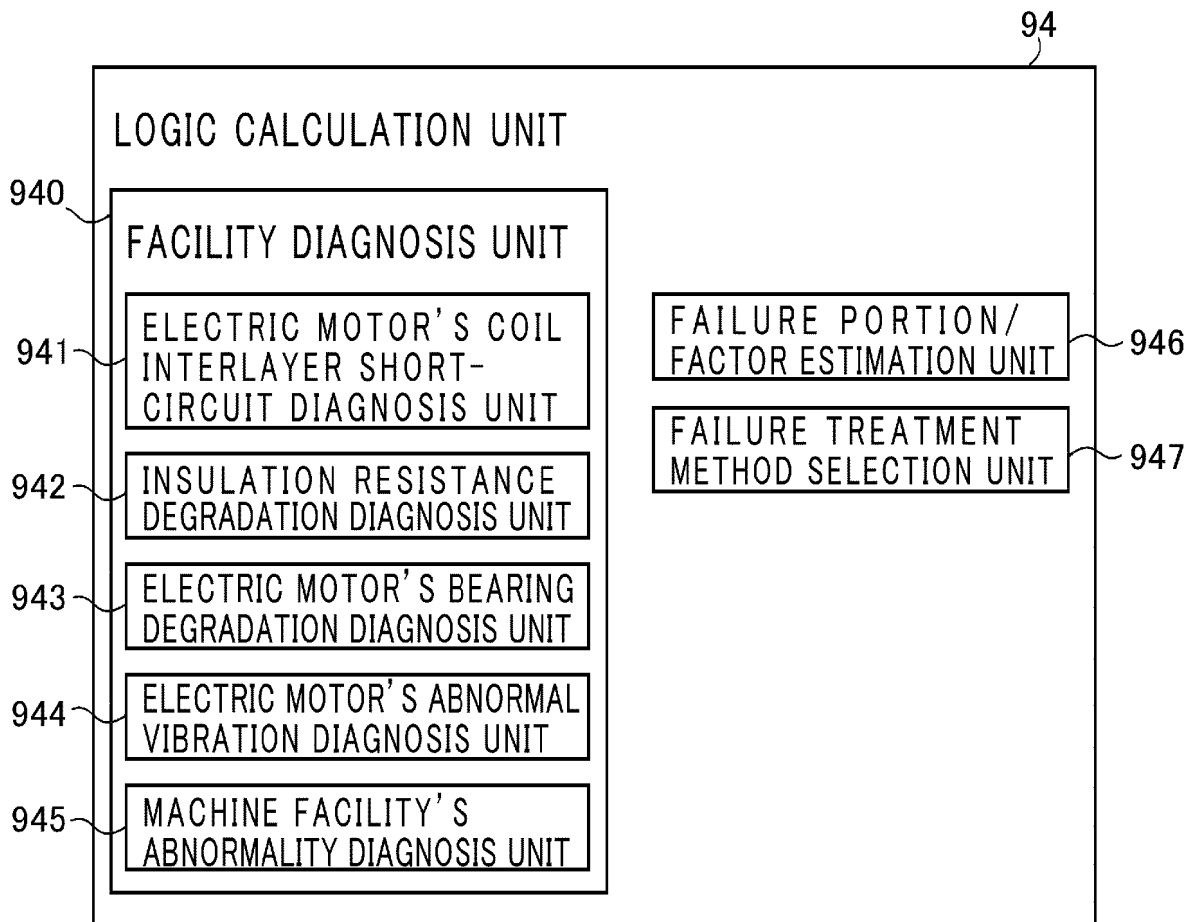 94
LOGIC CALCULATION UNIT
940
FACILITY DIAGNOSIS UNIT
941
ELECTRIC MOTOR'S COIL
INTERLAYER SHORT-
CIRCUIT DIAGNOSIS UNIT
942
INSULATION RESISTANCE
DEGRADATION DIAGNOSIS UNIT
943
ELECTRIC MOTOR'S BEARING
DEGRADATION DIAGNOSIS UNIT
944
ELECTRIC MOTOR'S ABNORMAL
VIBRATION DIAGNOSIS UNIT
945
MACHINE FACILITY'S
ABNORMALITY DIAGNOSIS UNIT
FAILURE PORTION/
FACTOR ESTIMATION UNIT
946
FAILURE TREATMENT
METHOD SELECTION UNIT
947